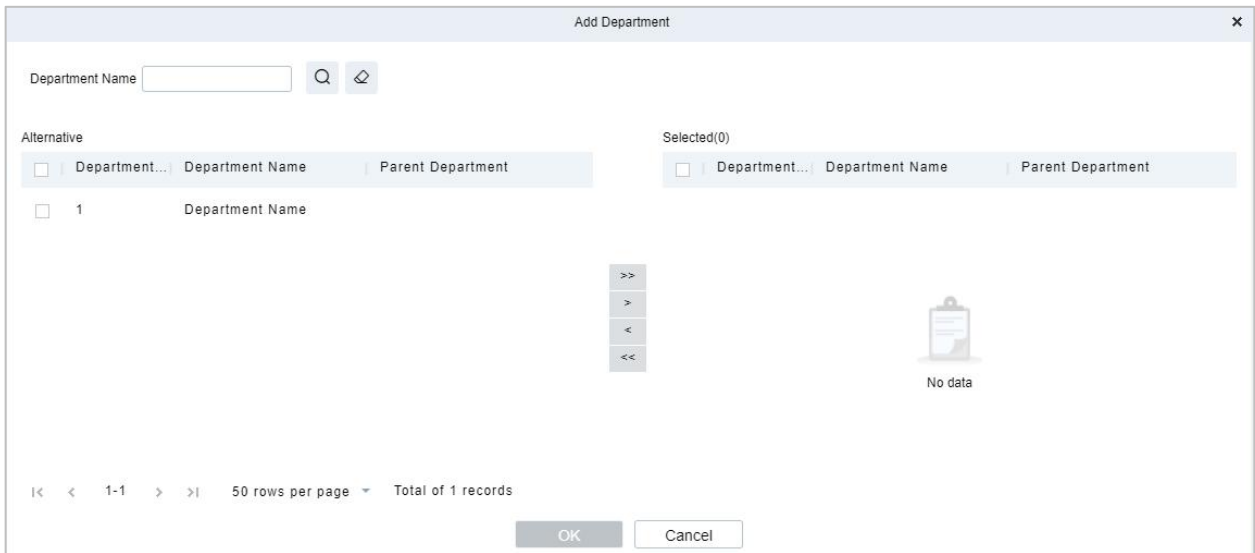 Add Department ×
Department Name
Alternative
Selected(0)
Department... Department Name Parent Department
Department... Department Name Parent Department
1 Department Name
>>
>
<
<<
No data
|< < 1-1 > >| 50 rows per page Total of 1 records
OK Cancel